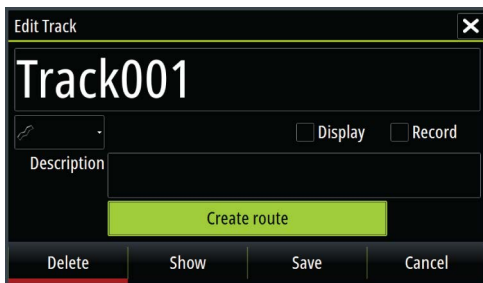 Edit Track
Track001
Display Record
Description
Create route
Delete Show Save Cancel